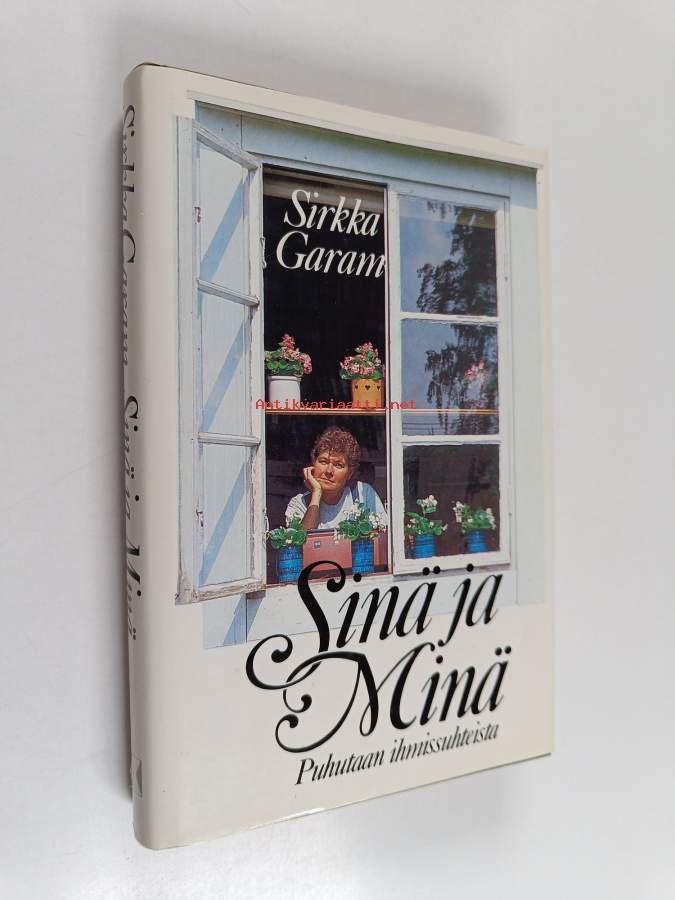 Sirkka
Garam
Antikvariaatti.net
Sinä ja
Minä
Puhutaan ihmissuhteista
Sirkka Garam Sinä ja Minä